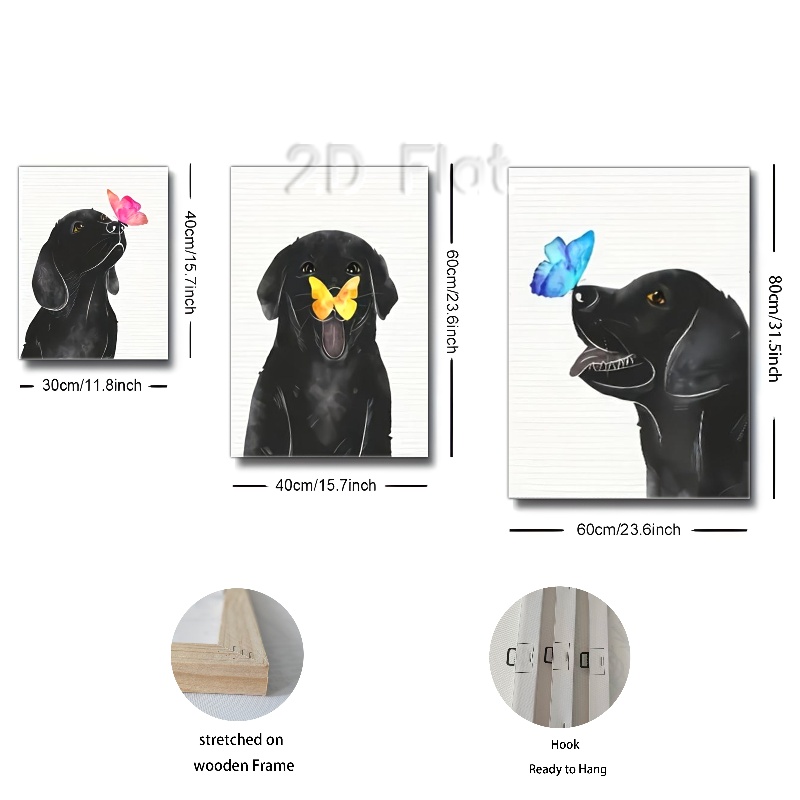 2D Flat
40cm/15.7inch
30cm/11.8inch
60cm/23.6inch
40cm/15.7inch
80cm/31.5inch
60cm/23.6inch
stretched on
wooden Frame
Hook
Ready to Hang